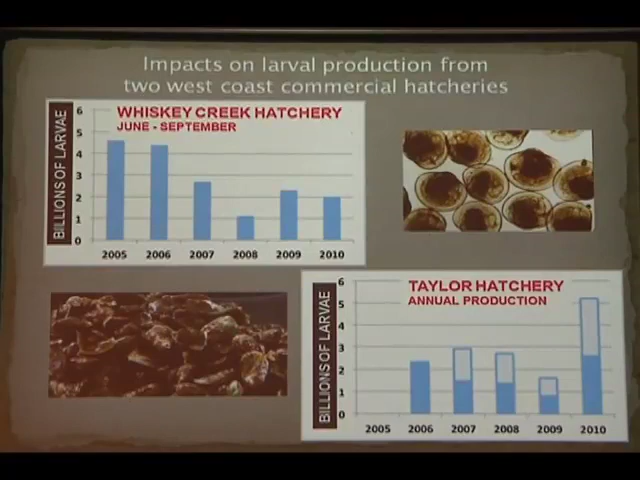 Impacts on larval production from
two west coast commercial hatcheries
WHISKEY CREEK HATCHERY
JUNE - SEPTEMBER
BILLIONS OF LARVAE
6
5
4
3
2
1
0
2005 2006 2007 2008 2009 2010
TAYLOR HATCHERY
ANNUAL PRODUCTION
BILLIONS OF LARVAE
6
5
4
3
2
1
0
2005 2006 2007 2008 2009 2010